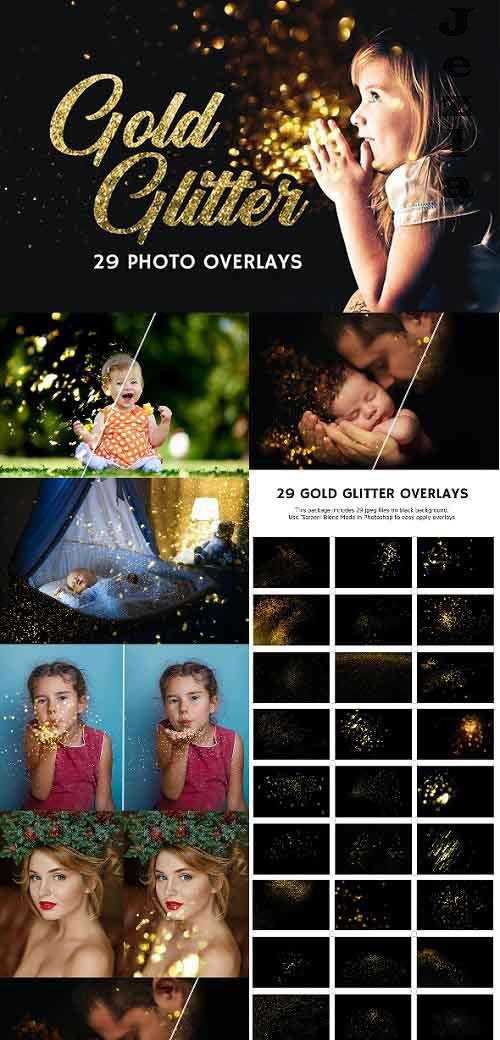 Gold
Glitter
29 PHOTO OVERLAYS
Jezla
29 GOLD GLITTER OVERLAYS
This package includes 29 jpeg files on black background.
Use "Screen" Blend Mode in Photoshop to easy apply overlays